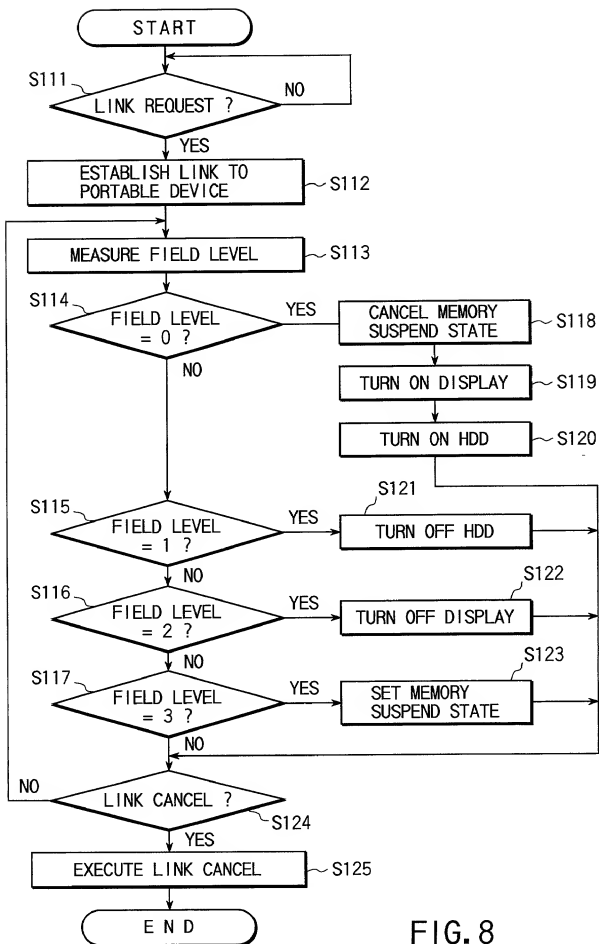 START
S111
LINK REQUEST ?
NO
YES
ESTABLISH LINK TO
PORTABLE DEVICE
S112
MEASURE FIELD LEVEL
S113
S114
FIELD LEVEL
= 0 ?
YES
NO
CANCEL MEMORY
SUSPEND STATE
S118
TURN ON DISPLAY
S119
TURN ON HDD
S120
S115
FIELD LEVEL
= 1 ?
YES
NO
S121
TURN OFF HDD
S116
FIELD LEVEL
= 2 ?
YES
NO
S122
TURN OFF DISPLAY
S117
FIELD LEVEL
= 3 ?
YES
NO
S123
SET MEMORY
SUSPEND STATE
NO
LINK CANCEL ?
S124
YES
EXECUTE LINK CANCEL
S125
END
FIG. 8